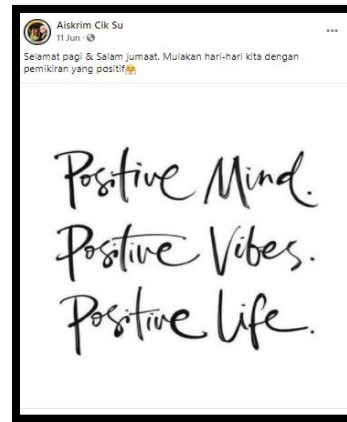 Aiskrim Cik Su
11 Jun ·
Selamat pagi & Salam jumaat. Mulakan hari-hari kita dengan
pemikiran yang positif
Positive Mind.
Positive Vibes.
Positive Life.